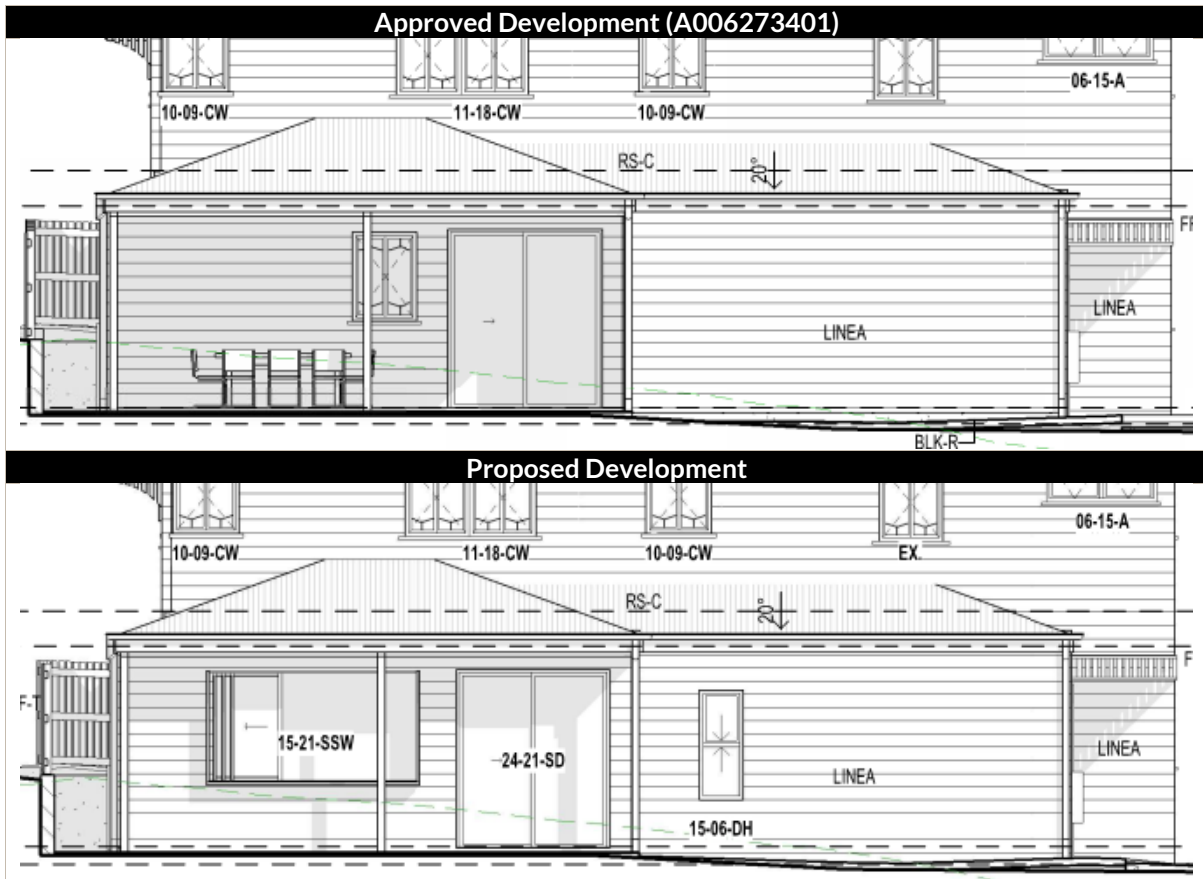 Approved Development (A006273401)
06-15-A
10-09-CW 11-18-CW 10-09-CW
RS-C
20°
LINEA
LINEA
BLK-R
Proposed Development
06-15-A
10-09-CW 11-18-CW 10-09-CW EX.
RS-C
20°
15-21-SSW
24-21-SD
LINEA
LINEA
15-06-DH